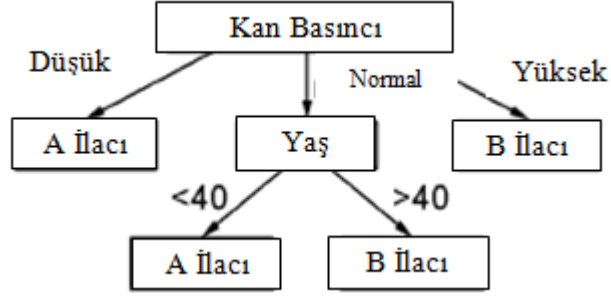 Kan Basıncı
Düşük
Normal
Yüksek
A İlacı
Yaş
B İlacı
<40
>40
A İlacı
B İlacı